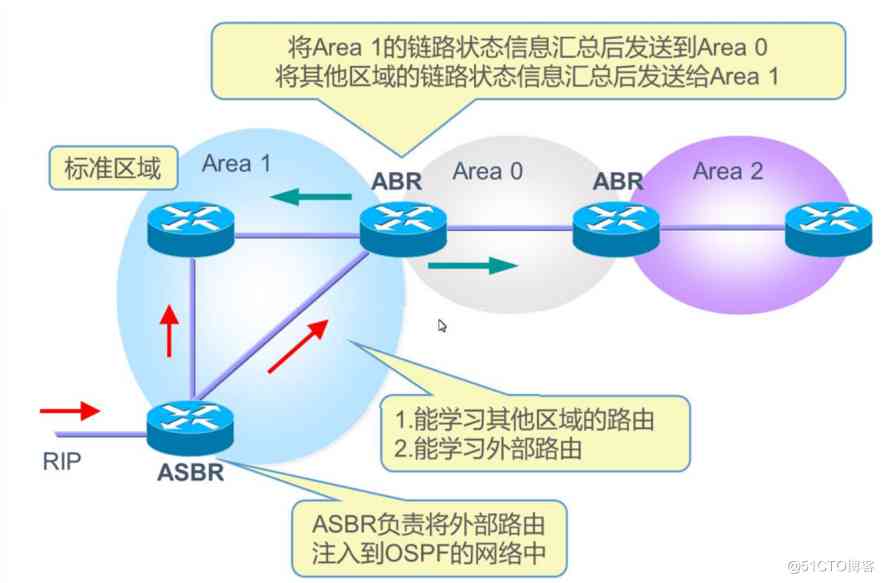 将Area 1的链路状态信息汇总后发送到Area 0
将其他区域的链路状态信息汇总后发送给Area 1
标准区域
Area 1
ABR
Area 0
ABR
Area 2
1.能学习其他区域的路由
2.能学习外部路由
RIP
ASBR
ASBR负责将外部路由
注入到OSPF的网络中
@51CTO博客